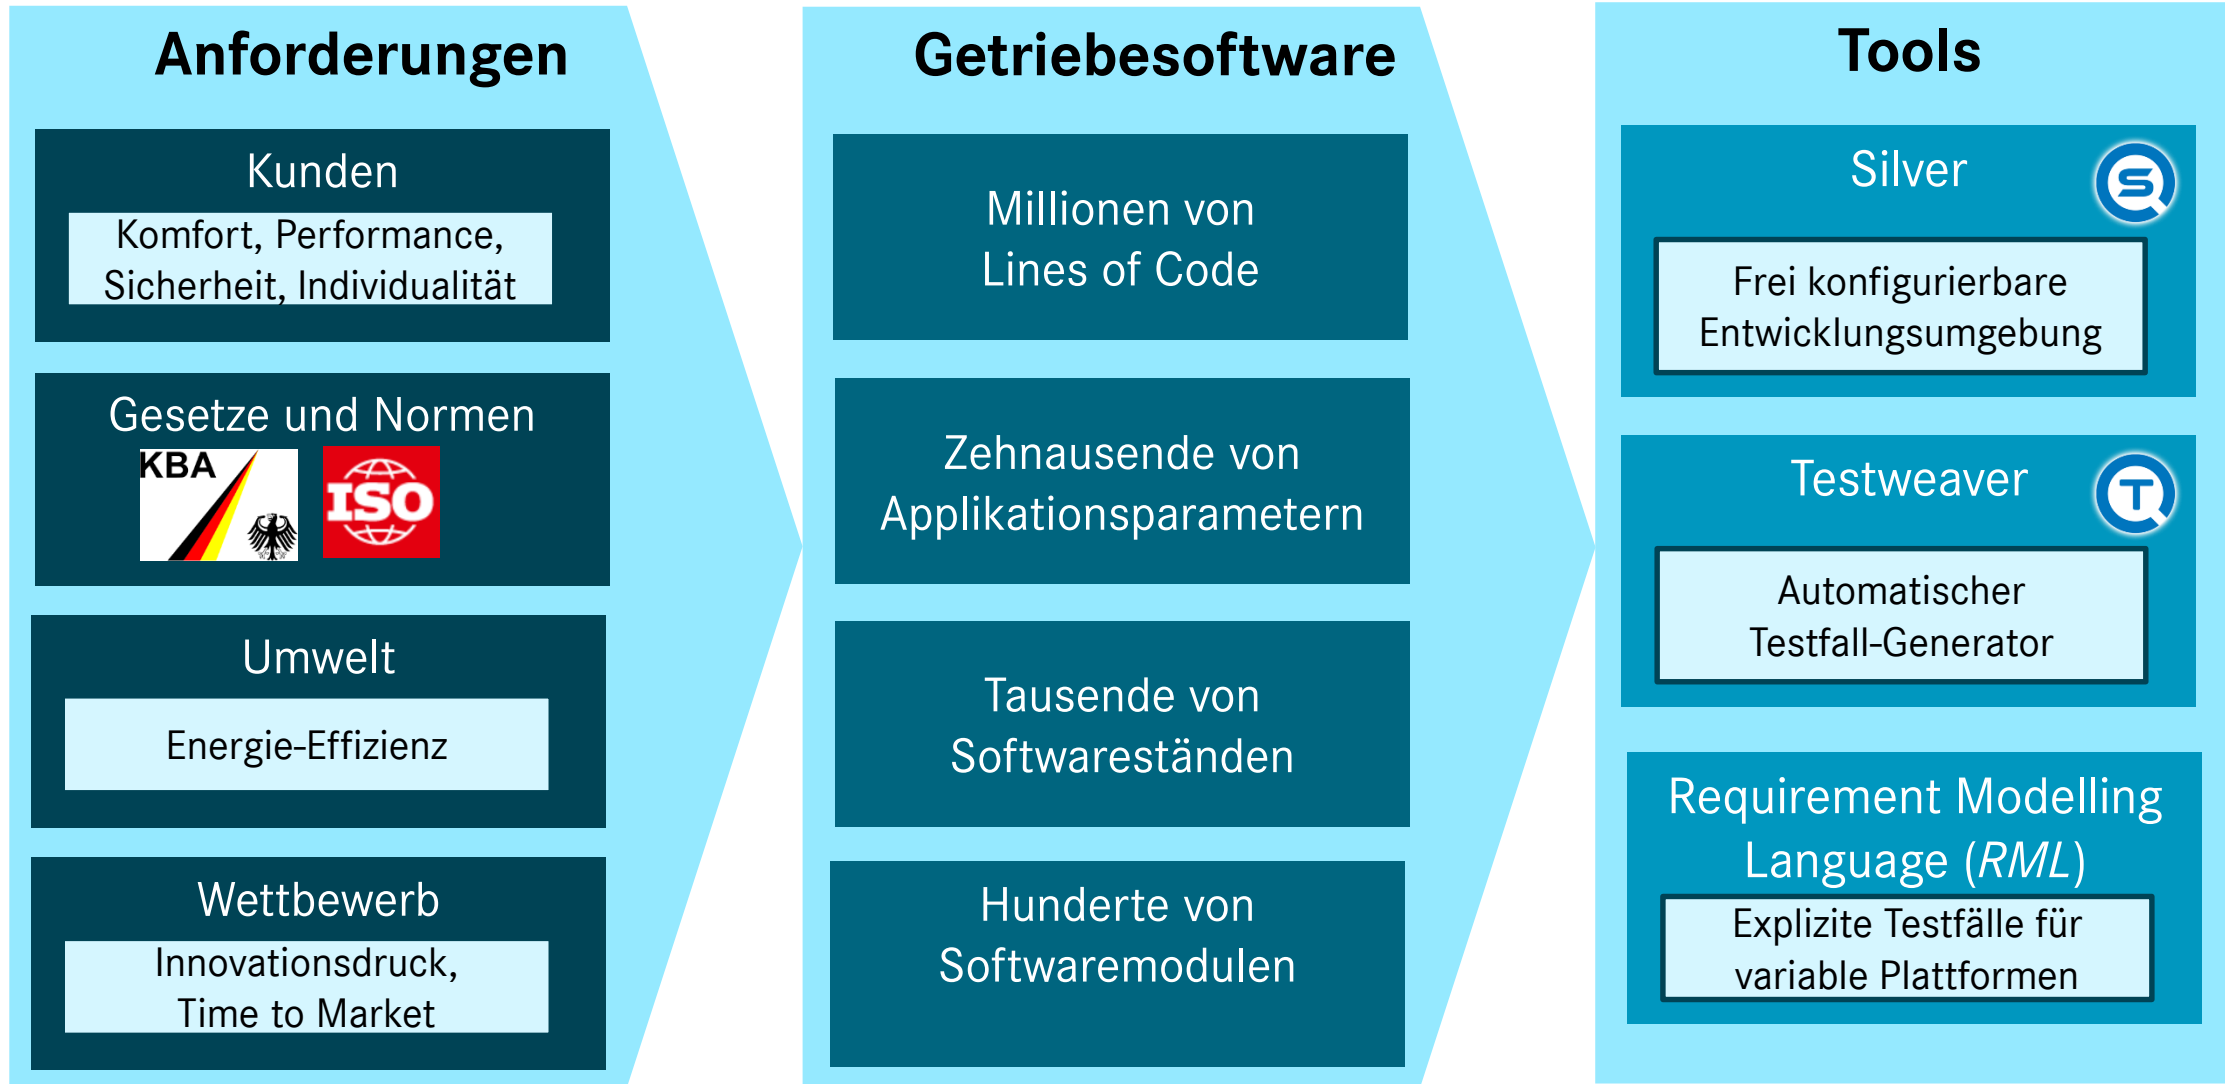 Anforderungen
Kunden
Komfort, Performance,
Sicherheit, Individualität
Gesetze und Normen
KBA
ISO
Umwelt
Energie-Effizienz
Wettbewerb
Innovationsdruck,
Time to Market
Getriebesoftware
Millionen von
Lines of Code
Zehnausende von
Applikationsparametern
Tausende von
Softwareständen
Hunderte von
Softwaremodulen
Tools
Silver
S
Frei konfigurierbare
Entwicklungsumgebung
Testweaver
T
Automatischer
Testfall-Generator
Requirement Modelling
Language (RML)
Explizite Testfälle für
variable Plattformen